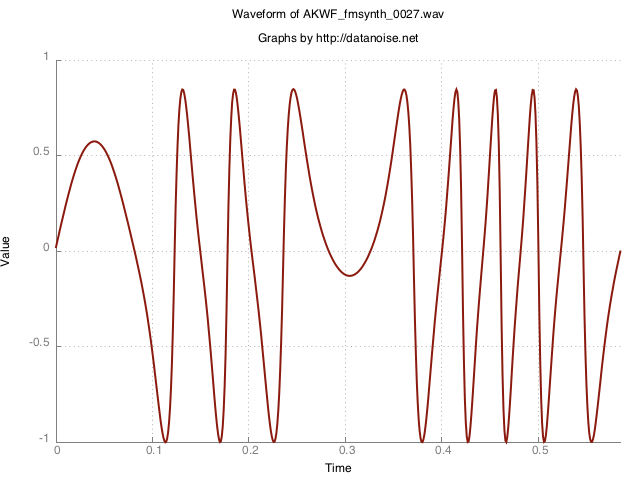 Waveform of AKWF_fmsynth_0027.wav
Graphs by http://datanoise.net
1
0.5
0
-0.5
-1
Value
0 0.1 0.2 0.3 0.4 0.5
Time